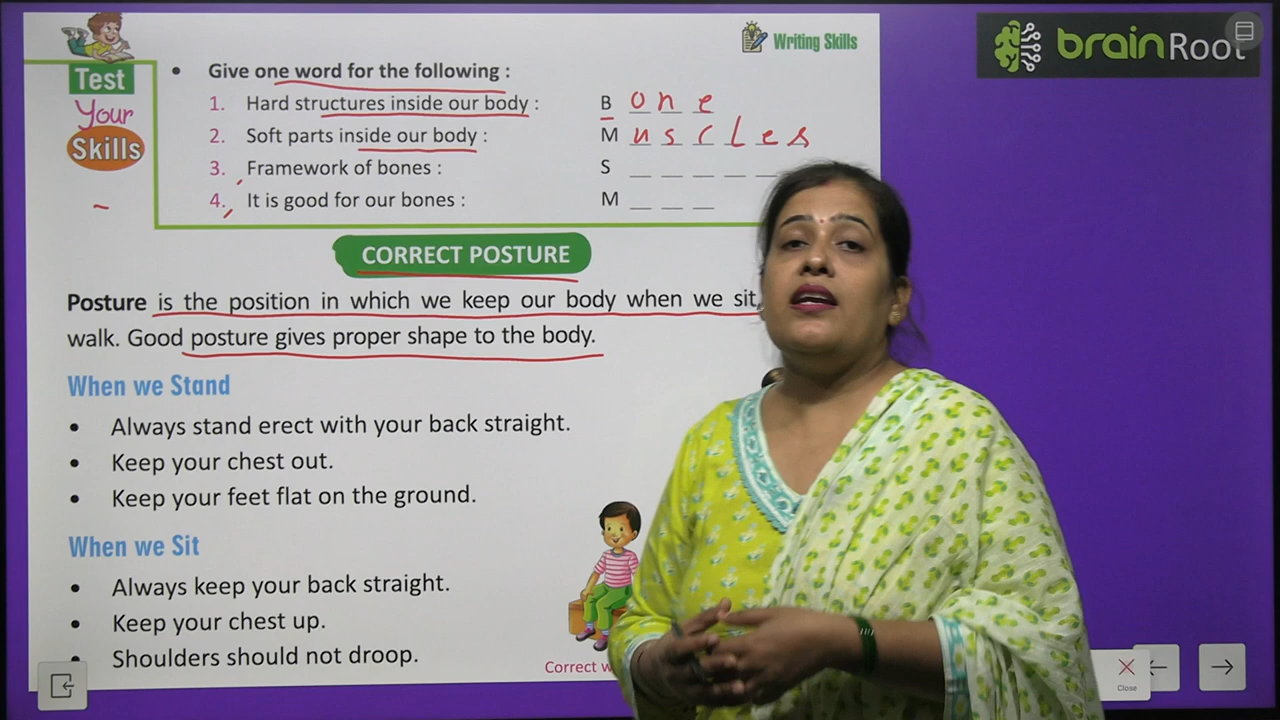 Writing Skills
brainRoot
Test
Your
Skills
• Give one word for the following :
1. Hard structures inside our body : B o n e
2. Soft parts inside our body : M u s c l e s
3. Framework of bones : S _ _ _ _ _
4. It is good for our bones : M _ _ _
CORRECT POSTURE
Posture is the position in which we keep our body when we sit,
walk. Good posture gives proper shape to the body.
When we Stand
• Always stand erect with your back straight.
• Keep your chest out.
• Keep your feet flat on the ground.
When we Sit
• Always keep your back straight.
• Keep your chest up.
• Shoulders should not droop.
Correct
Close